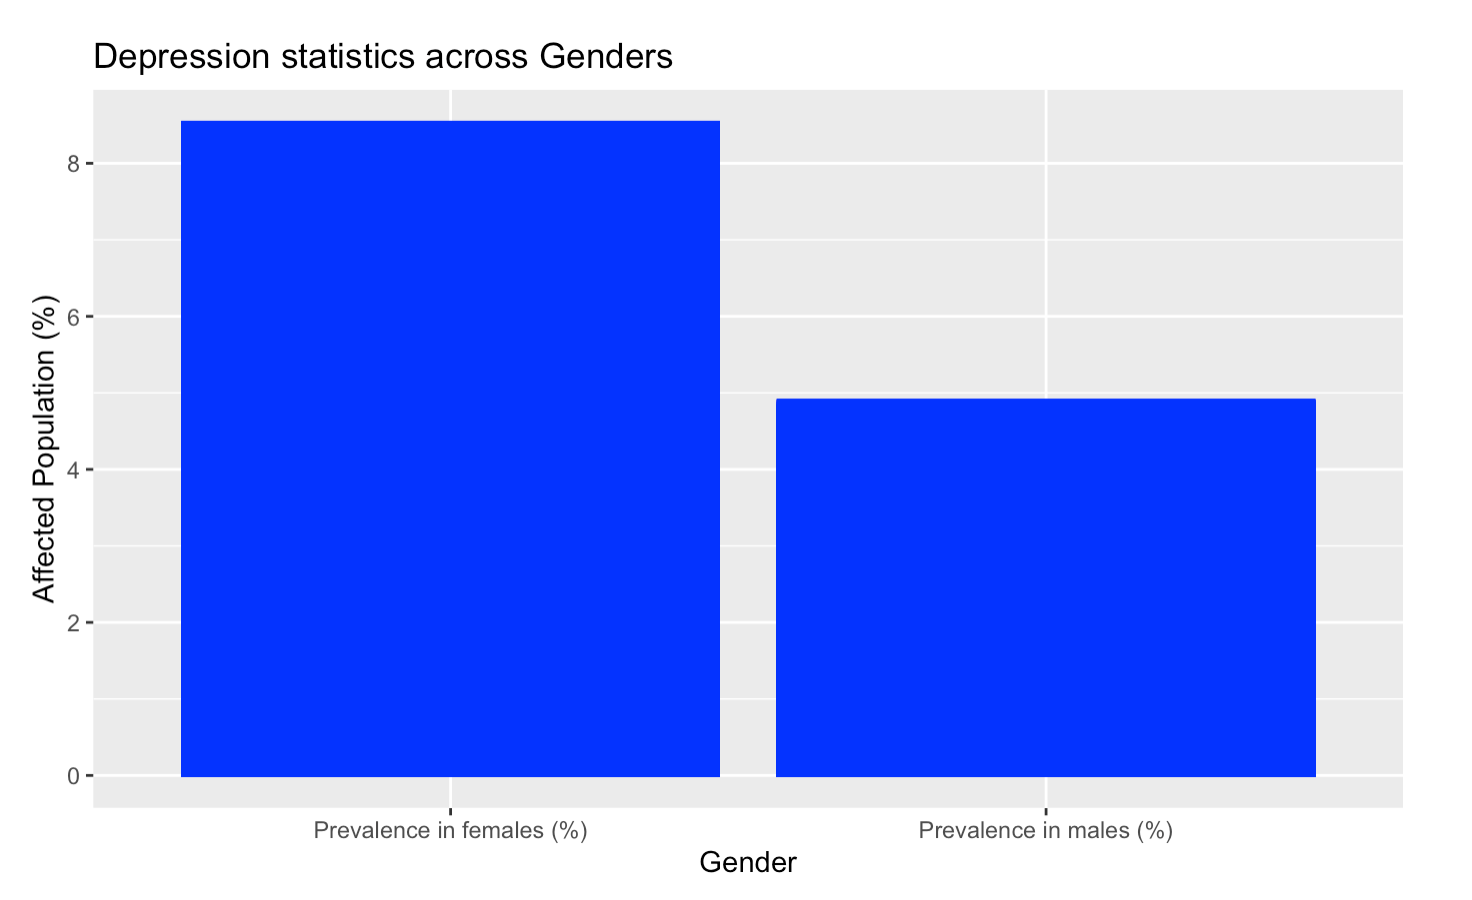 Depression statistics across Genders
Affected Population (%)
8
6
4
2
0
Prevalence in females (%)
Prevalence in males (%)
Gender